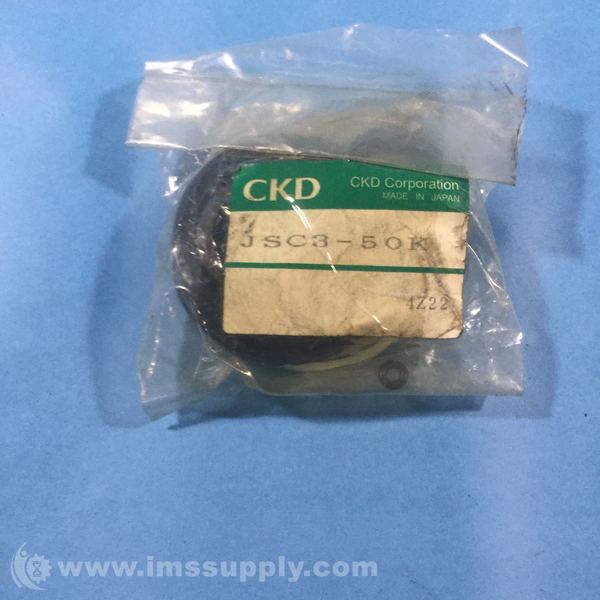 CKD
CKD Corporation
MADE IN JAPAN
JSC3-50K
4Z22
www.imssupply.com